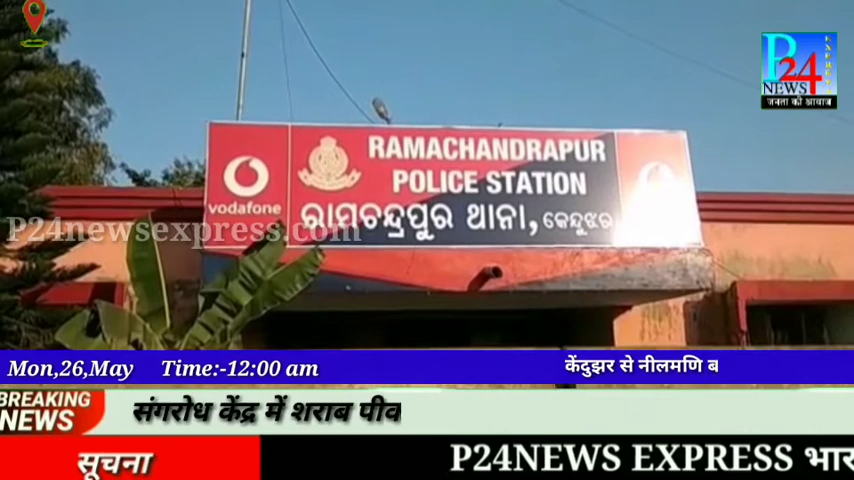 P24
EXPRESS
NEWS
जनता की आवाज
RAMACHANDRAPUR
POLICE STATION
vodafone
ରାମଚନ୍ଦ୍ରପୁର ଥାନା, କେନ୍ଦୁଝର
P24newsexpress.com
Mon,26,May Time:-12:00 am
केंदुझर से नीलमणि ब
BREAKING
NEWS
संगरोध केंद्र में शराब पीक
सूचना
P24NEWS EXPRESS भार